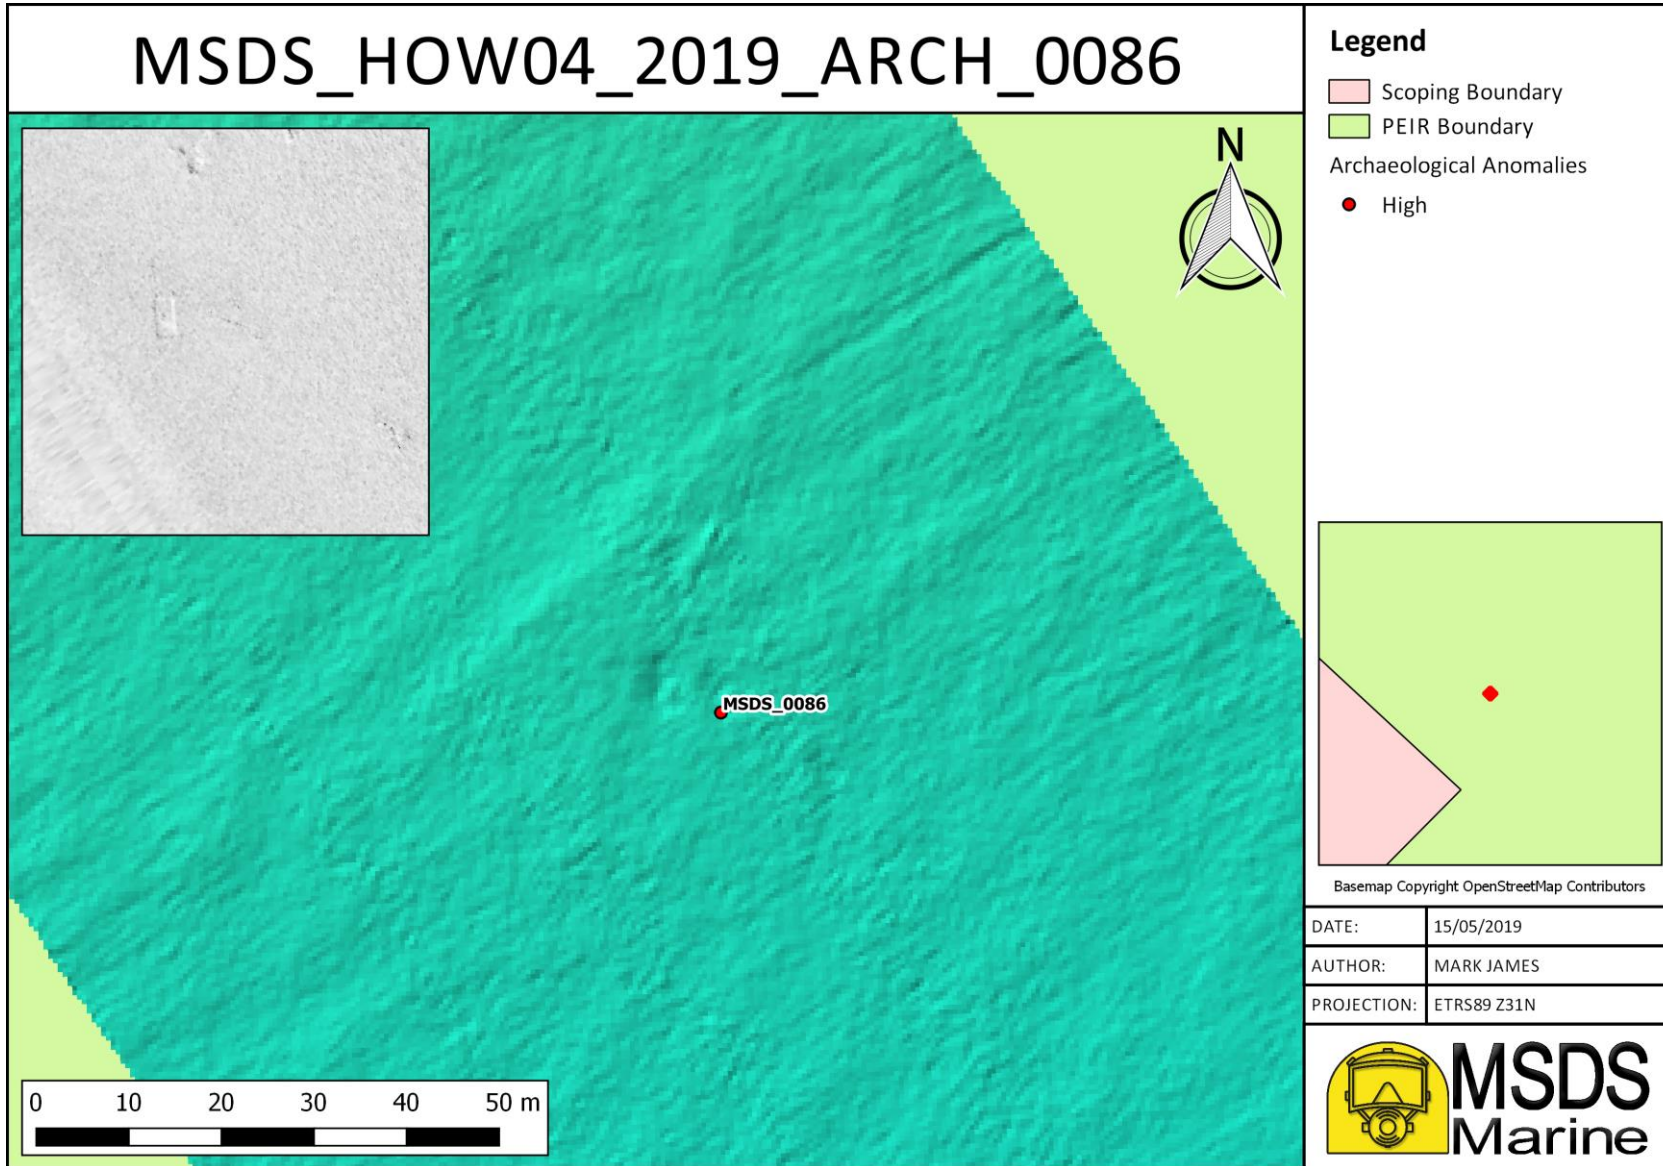 MSDS_HOW04_2019_ARCH_0086
N
MSDS_0086
0 10 20 30 40 50 m
Legend
Scoping Boundary
PEIR Boundary
Archaeological Anomalies
High
Basemap Copyright OpenStreetMap Contributors
DATE: 15/05/2019
AUTHOR: MARK JAMES
PROJECTION: ETRS89 Z31N
MSDS
Marine